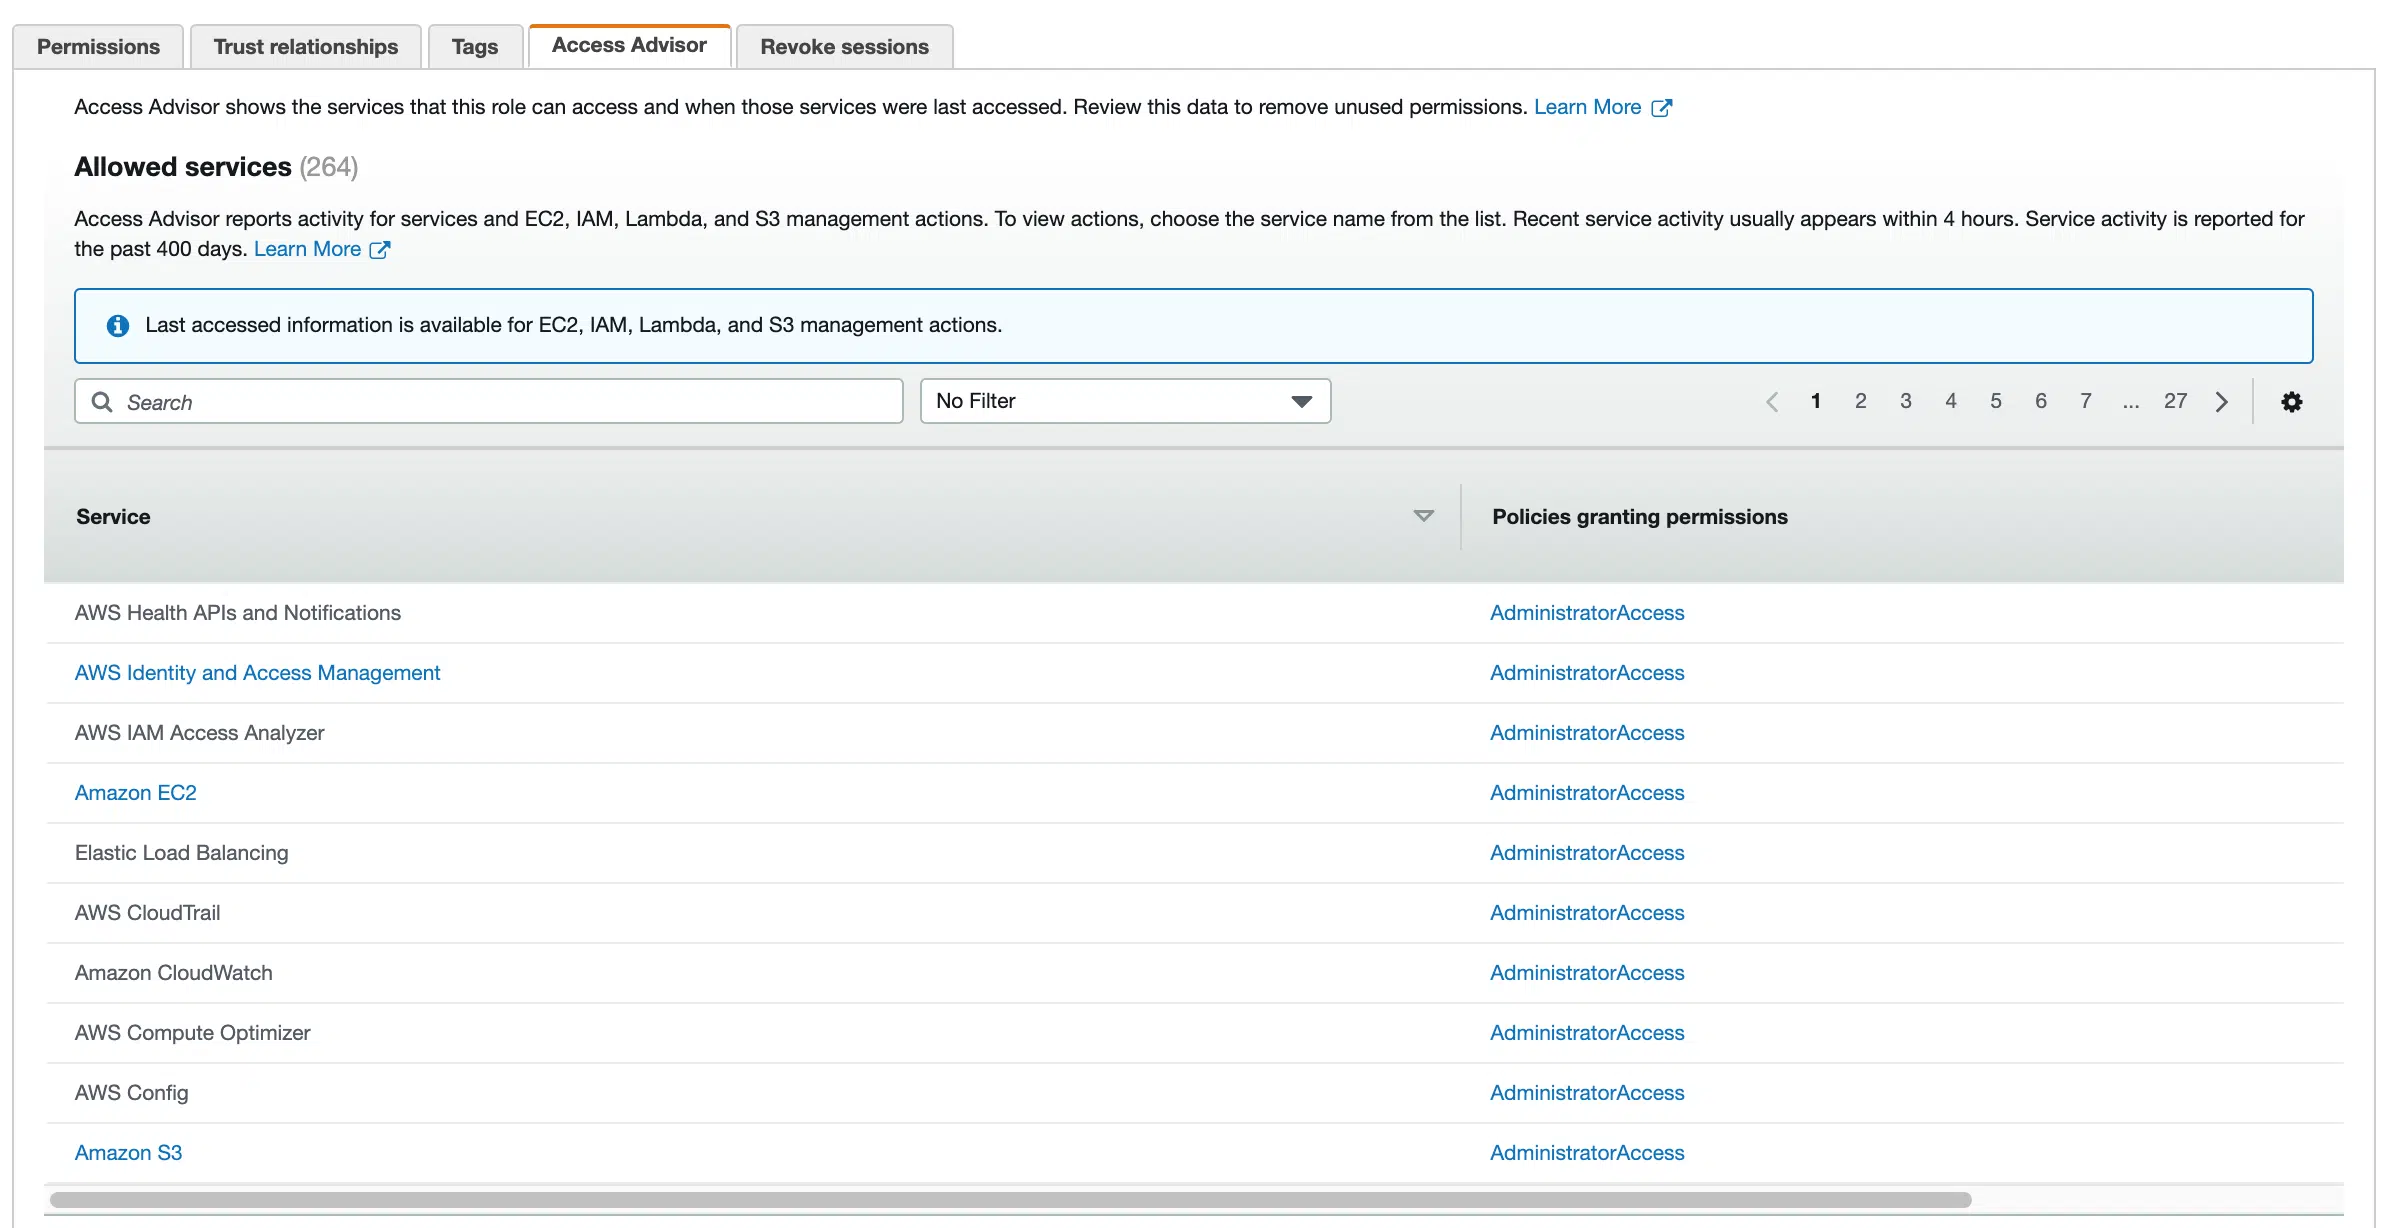 Permissions Trust relationships Tags Access Advisor Revoke sessions
Access Advisor shows the services that this role can access and when those services were last accessed. Review this data to remove unused permissions. Learn More
Allowed services (264)
Access Advisor reports activity for services and EC2, IAM, Lambda, and S3 management actions. To view actions, choose the service name from the list. Recent service activity usually appears within 4 hours. Service activity is reported for
the past 400 days. Learn More
Last accessed information is available for EC2, IAM, Lambda, and S3 management actions.
Search No Filter 1 2 3 4 5 6 7 ... 27
Service Policies granting permissions
AWS Health APIs and Notifications AdministratorAccess
AWS Identity and Access Management AdministratorAccess
AWS IAM Access Analyzer AdministratorAccess
Amazon EC2 AdministratorAccess
Elastic Load Balancing AdministratorAccess
AWS CloudTrail AdministratorAccess
Amazon CloudWatch AdministratorAccess
AWS Compute Optimizer AdministratorAccess
AWS Config AdministratorAccess
Amazon S3 AdministratorAccess